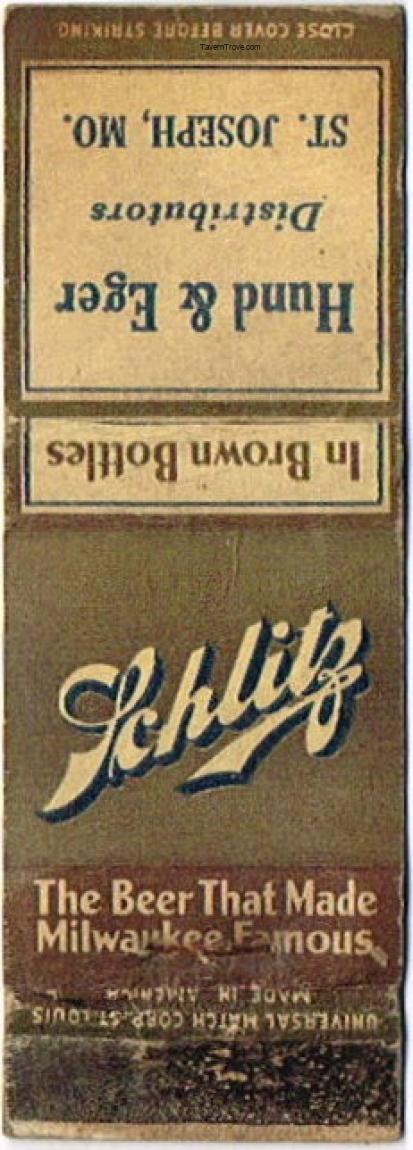 CLOSE COVER BEFORE STRIKING
TavernTrove.com
ST. JOSEPH, MO.
Distributors
Hund & Eger
In Brown Bottles
Schlitz
The Beer That Made
Milwaukee Famous
MADE IN AMERICA
UNIVERSAL MATCH CORP. ST LOUIS